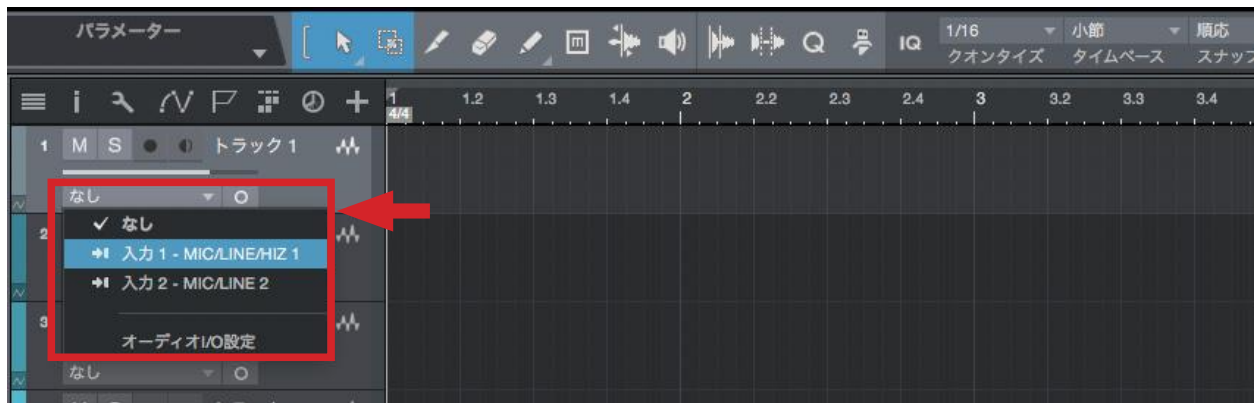 パラメーター
IQ
1/16
小節
順応
クオンタイズ
タイムベース
スナップ
1 1.2 1.3 1.4 2 2.2 2.3 2.4 3 3.2 3.3 3.4
4/4
1 M S トラック 1
なし
2
✓ なし
入力 1 - MIC/LINE/HIZ 1
入力 2 - MIC/LINE 2
3
オーディオI/O設定
なし